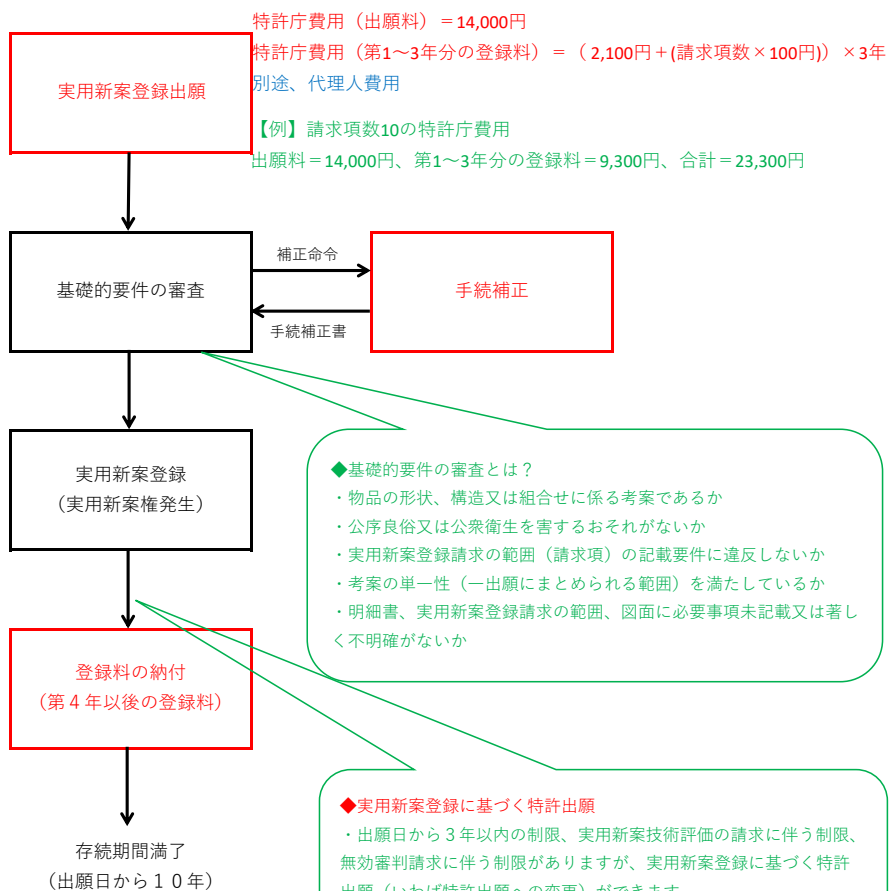 特許庁費用（出願料）＝14,000円
特許庁費用（第1～3年分の登録料）＝（ 2,100円＋(請求項数×100円)）×3年
別途、代理人費用
【例】請求項数10の特許庁費用
出願料＝14,000円、第1～3年分の登録料＝9,300円、合計＝23,300円
実用新案登録出願
基礎的要件の審査
補正命令
手続補正書
手続補正
実用新案登録
（実用新案権発生）
◆基礎的要件の審査とは？
・物品の形状、構造又は組合せに係る考案であるか
・公序良俗又は公衆衛生を害するおそれがないか
・実用新案登録請求の範囲（請求項）の記載要件に違反しないか
・考案の単一性（一出願にまとめられる範囲）を満たしているか
・明細書、実用新案登録請求の範囲、図面に必要事項未記載又は著し
く不明確がないか
登録料の納付
（第４年以後の登録料）
◆実用新案登録に基づく特許出願
・出願日から３年以内の制限、実用新案技術評価の請求に伴う制限、
無効審判請求に伴う制限がありますが、実用新案登録に基づく特許
出願（いわば特許出願への変更）ができます
存続期間満了
（出願日から１０年）